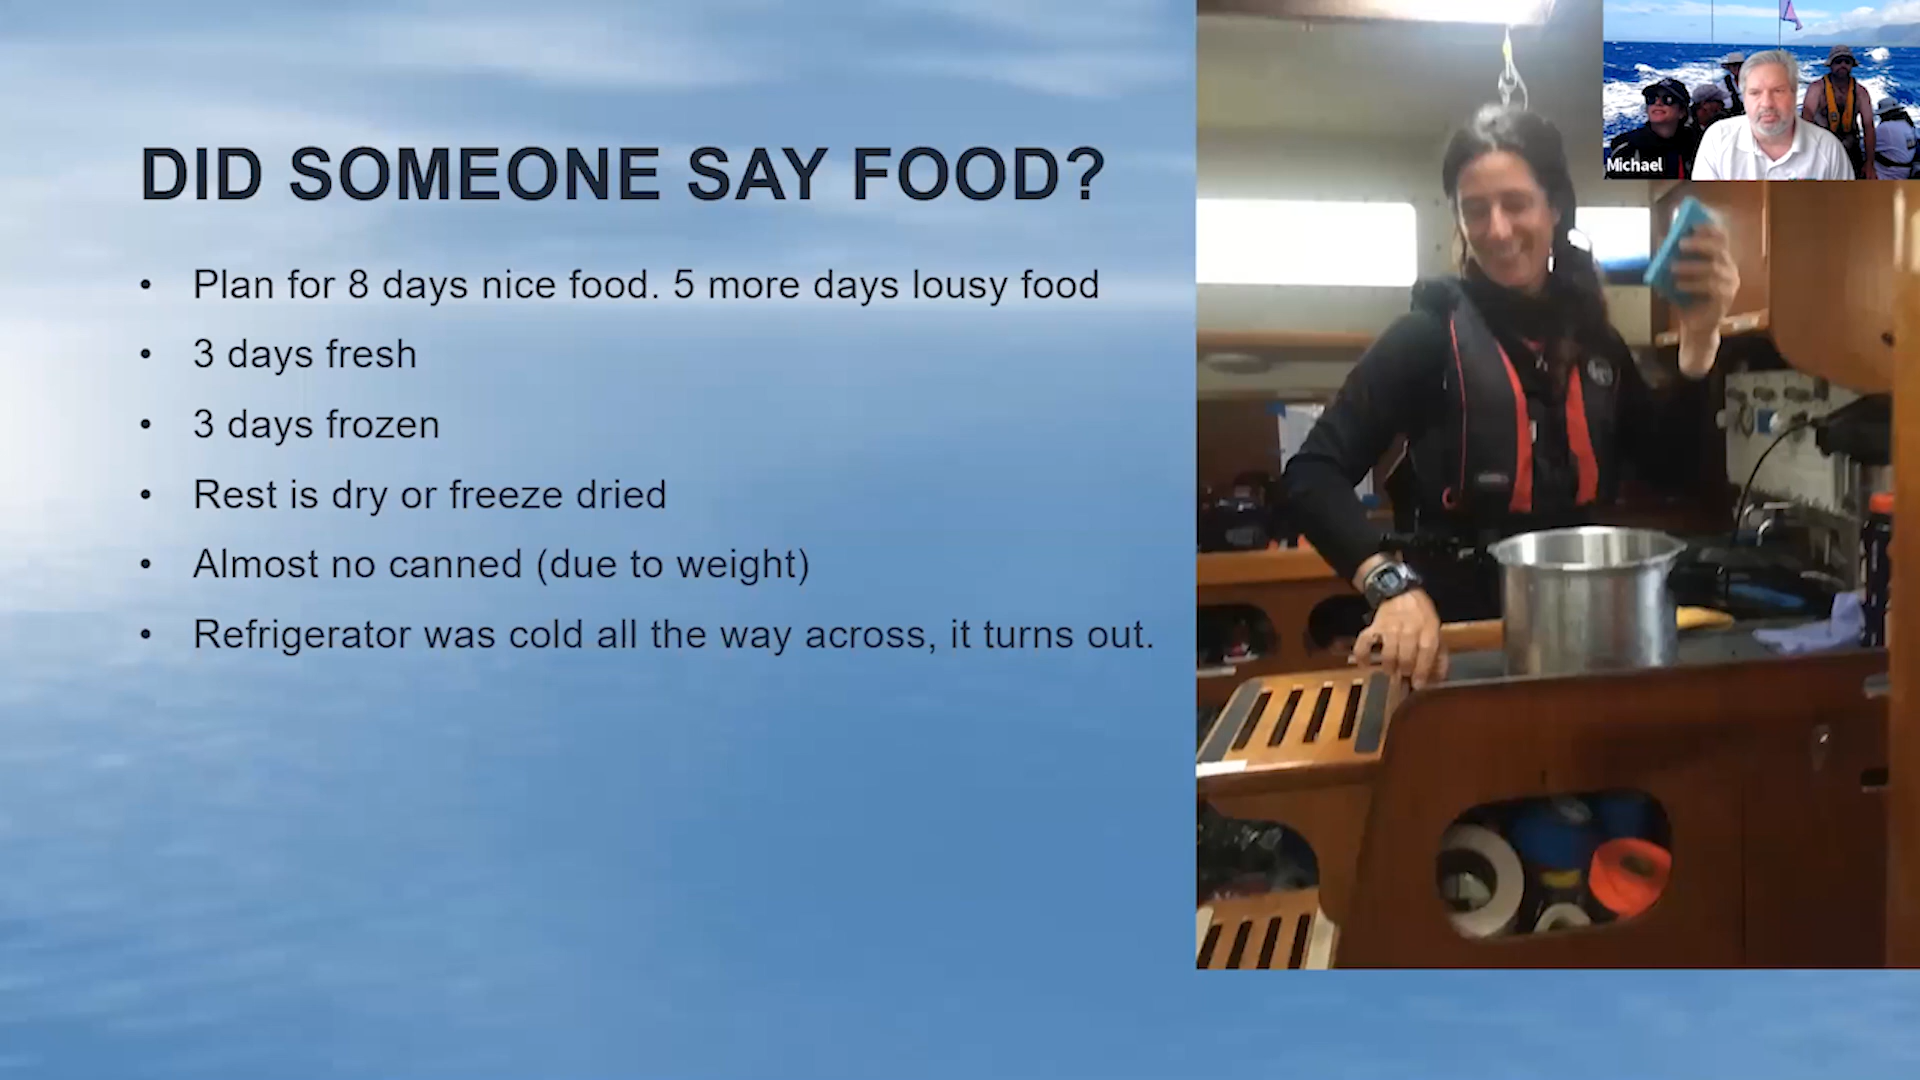 DID SOMEONE SAY FOOD?
• Plan for 8 days nice food. 5 more days lousy food
• 3 days fresh
• 3 days frozen
• Rest is dry or freeze dried
• Almost no canned (due to weight)
• Refrigerator was cold all the way across, it turns out.
Michael